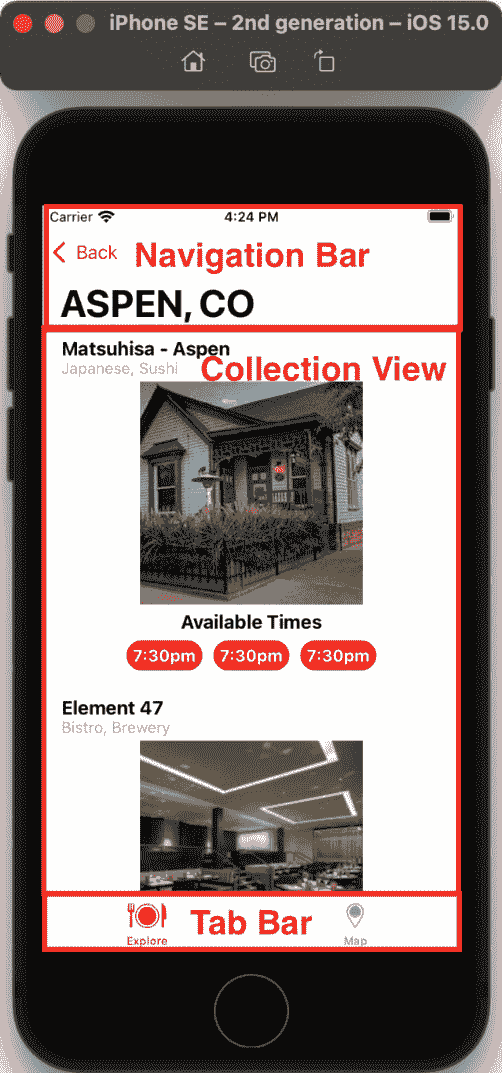 iPhone SE – 2nd generation – iOS 15.0
Carrier 4:24 PM
Back Navigation Bar
ASPEN, CO
Matsuhisa - Aspen
Japanese, Sushi Collection View
Available Times
7:30pm 7:30pm 7:30pm
Element 47
Bistro, Brewery
Tab Bar
Explore Map